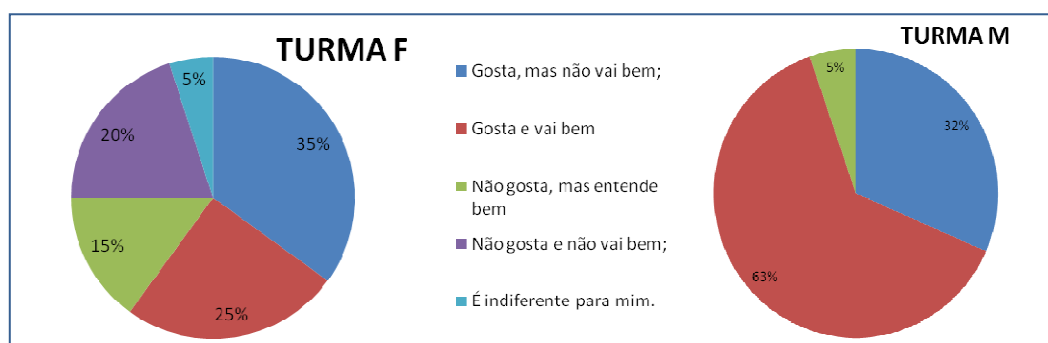 TURMA F
5%
20%
35%
15%
25%
Gosta, mas não vai bem;
Gosta e vai bem
Não gosta, mas entende
bem
Não gosta e não vai bem;
É indiferente para mim.
TURMA M
5%
32%
63%